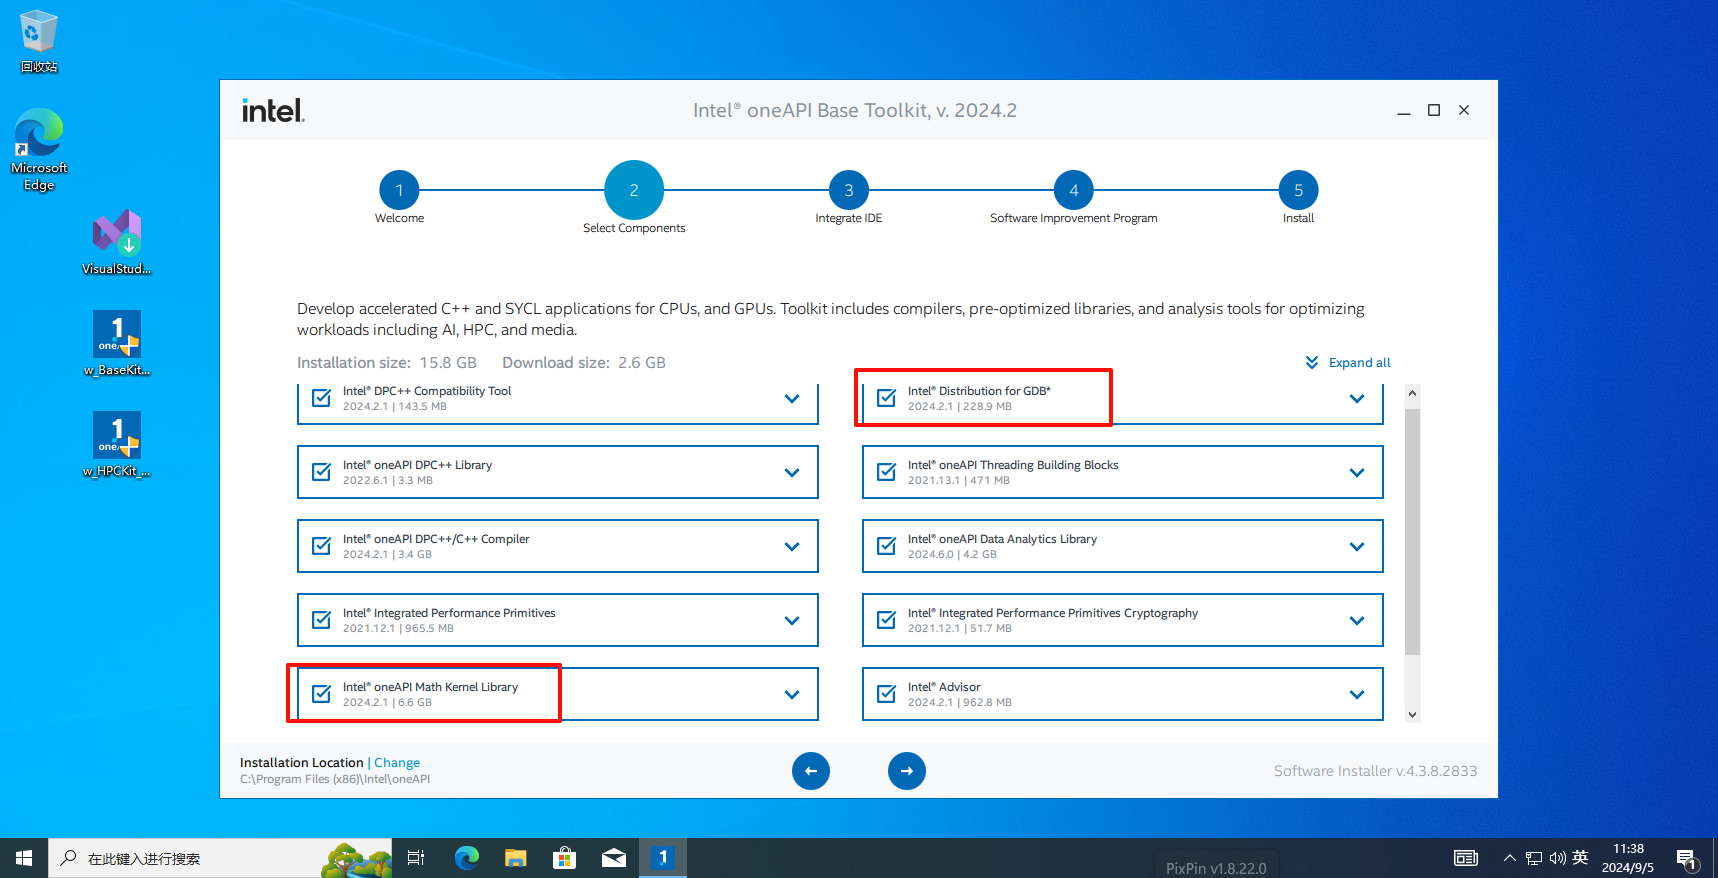 回收站
Microsoft
Edge
VisualStud...
1
one
w_BaseKit...
1
one
w_HPCKit_...
intel.
Intel® oneAPI Base Toolkit, v. 2024.2
1
2
3
4
5
Welcome
Select Components
Integrate IDE
Software Improvement Program
Install
Develop accelerated C++ and SYCL applications for CPUs, and GPUs. Toolkit includes compilers, pre-optimized libraries, and analysis tools for optimizing
workloads including AI, HPC, and media.
Installation size: 15.8 GB Download size: 2.6 GB
Expand all
Intel® DPC++ Compatibility Tool
2024.2.1 | 143.5 MB
Intel® Distribution for GDB*
2024.2.1 | 228.9 MB
Intel® oneAPI DPC++ Library
2022.6.1 | 3.3 MB
Intel® oneAPI Threading Building Blocks
2021.13.1 | 471 MB
Intel® oneAPI DPC++/C++ Compiler
2024.2.1 | 3.4 GB
Intel® oneAPI Data Analytics Library
2024.6.0 | 4.2 GB
Intel® Integrated Performance Primitives
2021.12.1 | 965.5 MB
Intel® Integrated Performance Primitives Cryptography
2021.12.1 | 51.7 MB
Intel® oneAPI Math Kernel Library
2024.2.1 | 6.6 GB
Intel® Advisor
2024.2.1 | 962.8 MB
Installation Location | Change
C:\Program Files (x86)\Intel\oneAPI
Software Installer v.4.3.8.2833
在此键入进行搜索
1
PixPin v1.8.22.0
英
11:38
2024/9/5
1